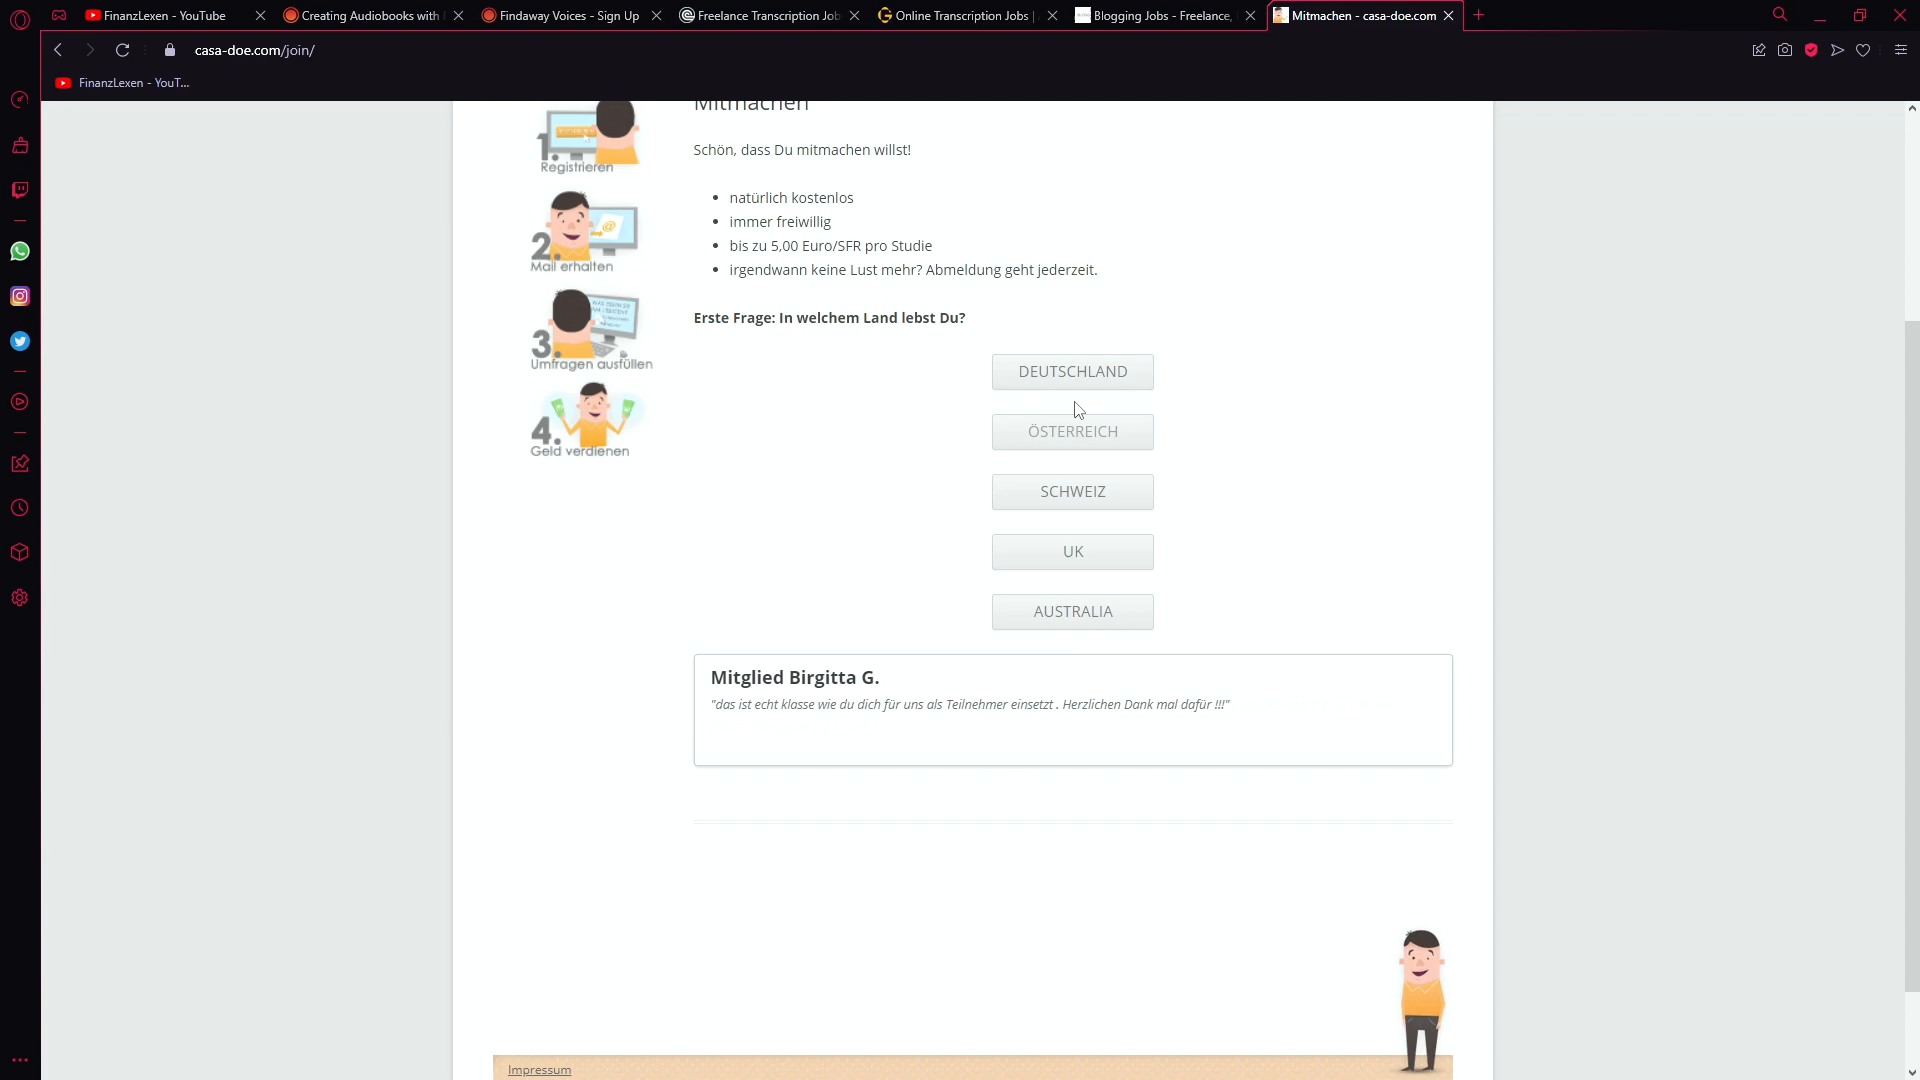 FinanzLexen - YouTube
Creating Audiobooks with
Findaway Voices - Sign Up
Freelance Transcription Job
Online Transcription Jobs |
Blogging Jobs - Freelance,
Mitmachen - casa-doe.com
casa-doe.com/join/
FinanzLexen - YouT...
Mitmachen
1.
Registrieren
Schön, dass Du mitmachen willst!
natürlich kostenlos
immer freiwillig
bis zu 5,00 Euro/SFR pro Studie
irgendwann keine Lust mehr? Abmeldung geht jederzeit.
@
2.
Mail erhalten
3.
Umfragen ausfüllen
4.
Geld verdienen
Erste Frage: In welchem Land lebst Du?
DEUTSCHLAND
ÖSTERREICH
SCHWEIZ
UK
AUSTRALIA
Mitglied Birgitta G.
"das ist echt klasse wie du dich für uns als Teilnehmer einsetzt . Herzlichen Dank mal dafür !!!"
Impressum